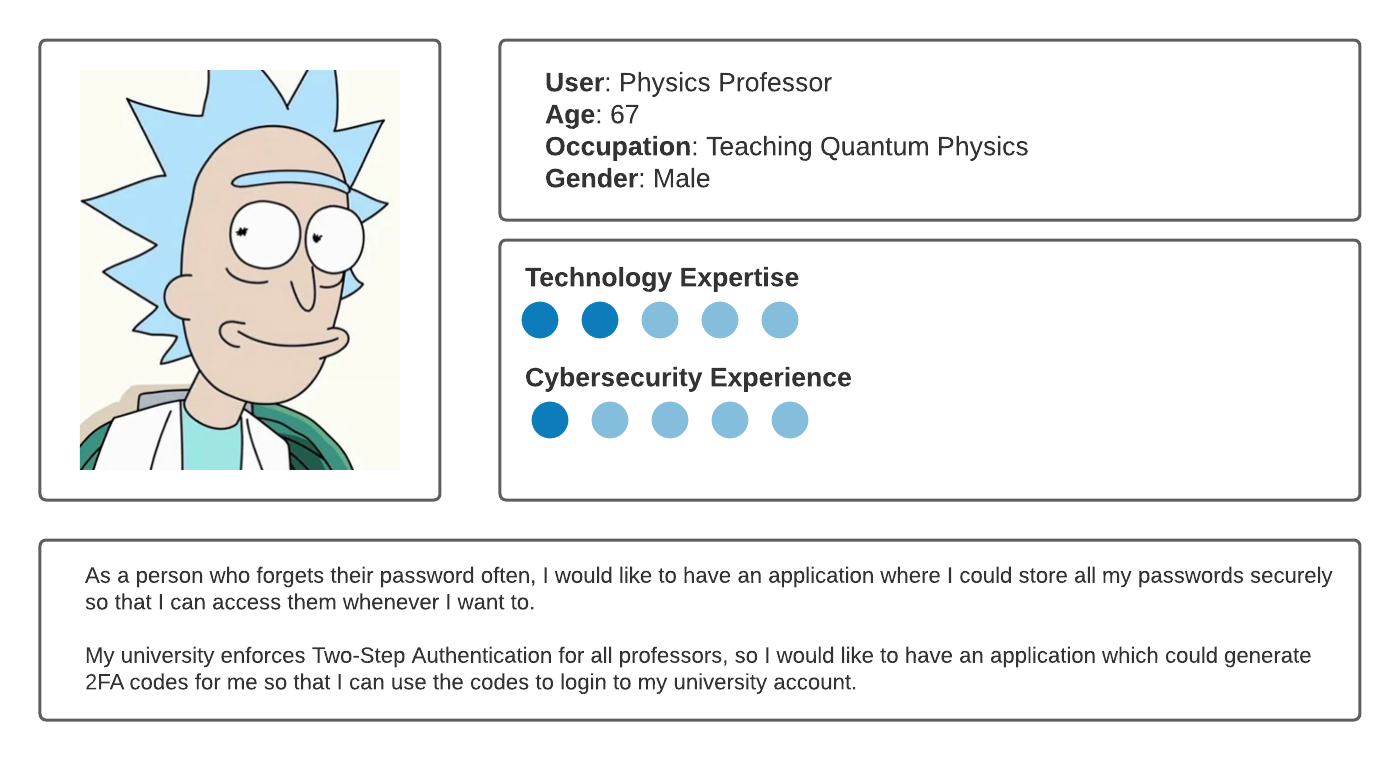 User: Physics Professor
Age: 67
Occupation: Teaching Quantum Physics
Gender: Male
Technology Expertise
Cybersecurity Experience
As a person who forgets their password often, I would like to have an application where I could store all my passwords securely
so that I can access them whenever I want to.
My university enforces Two-Step Authentication for all professors, so I would like to have an application which could generate
2FA codes for me so that I can use the codes to login to my university account.